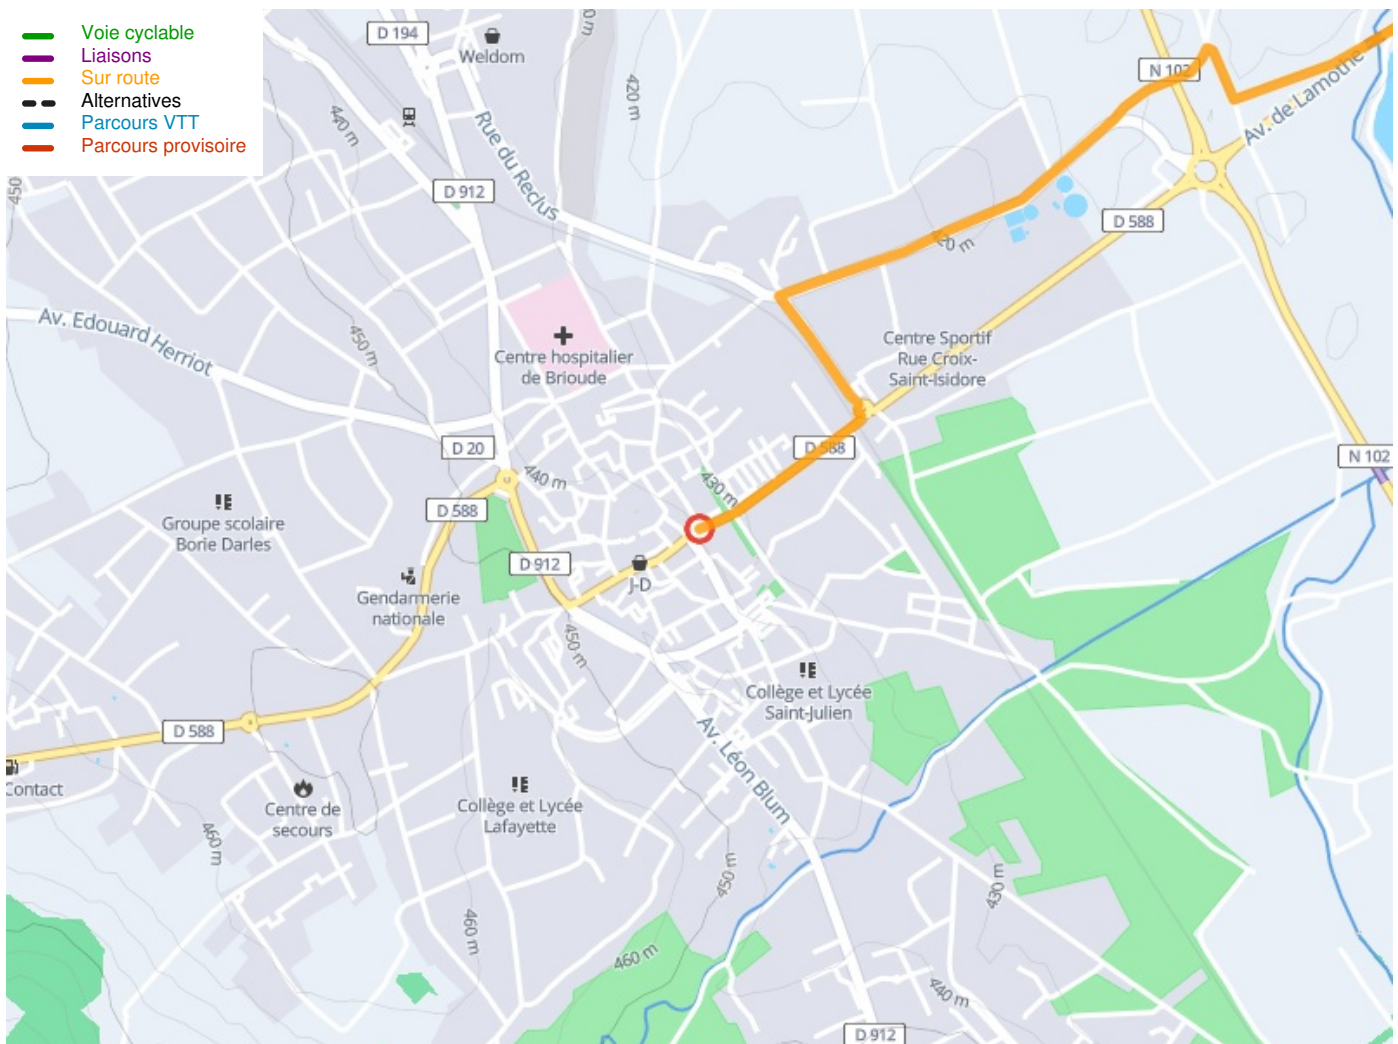 Voie cyclable
Liaisons
Sur route
Alternatives
Parcours VTT
Parcours provisoire
D 194
Weldom
420 m
N 102
Av. de Lamothe
440 m
Rue du Reclus
450
D 912
D 588
420 m
Av. Edouard Herriot
450 m
Centre hospitalier
de Brioude
Centre Sportif
Rue Croix-
Saint-Isidore
D 20
D 588
N 102
440 m
430 m
Groupe scolaire
Borie Darles
D 588
D 912
J-D
Gendarmerie
nationale
450 m
Collège et Lycée
Saint-Julien
D 588
Av. Léon Blum
Contact
Centre de
secours
Collège et Lycée
Lafayette
460 m
450 m
430 m
460 m
460 m
440 m
D 912